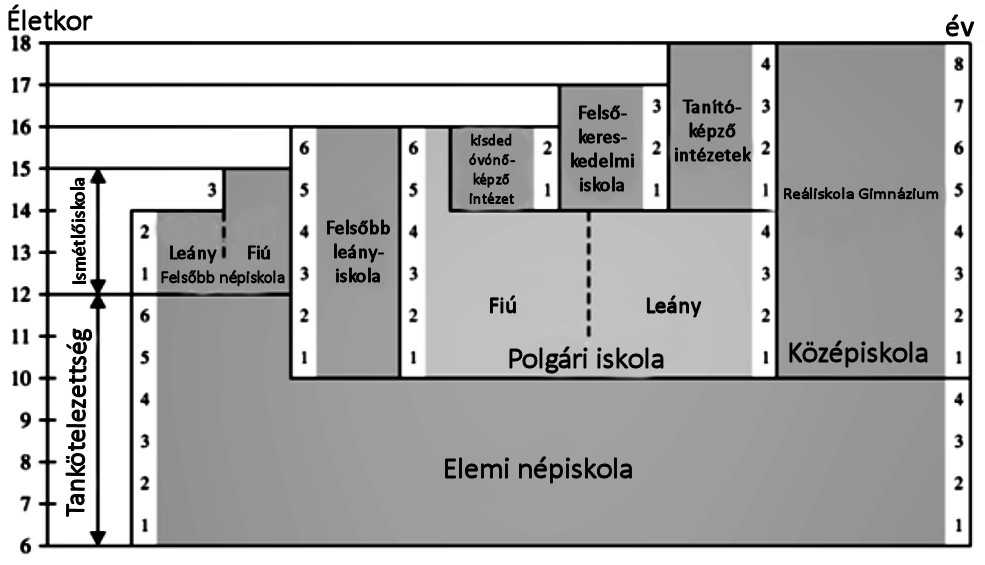 Életkor
év
18
17
16
15
14
13
12
11
10
9
8
7
6
Ismétlőiskola
Tankötelezettség
3
2
1
6
5
4
3
2
1
Leány
Fiú
Felsőbb népiskola
6
5
4
3
2
1
Felsőbb
leány-
iskola
6
5
4
3
2
1
kisded
óvónő-
képző
intézet
2
1
Felső-
keres-
kedelmi
iskola
3
2
1
Tanító-
képző
intézetek
4
3
2
1
Fiú
Leány
Polgári iskola
4
3
2
1
Reáliskola Gimnázium
Középiskola
8
7
6
5
4
3
2
1
Elemi népiskola
4
3
2
1